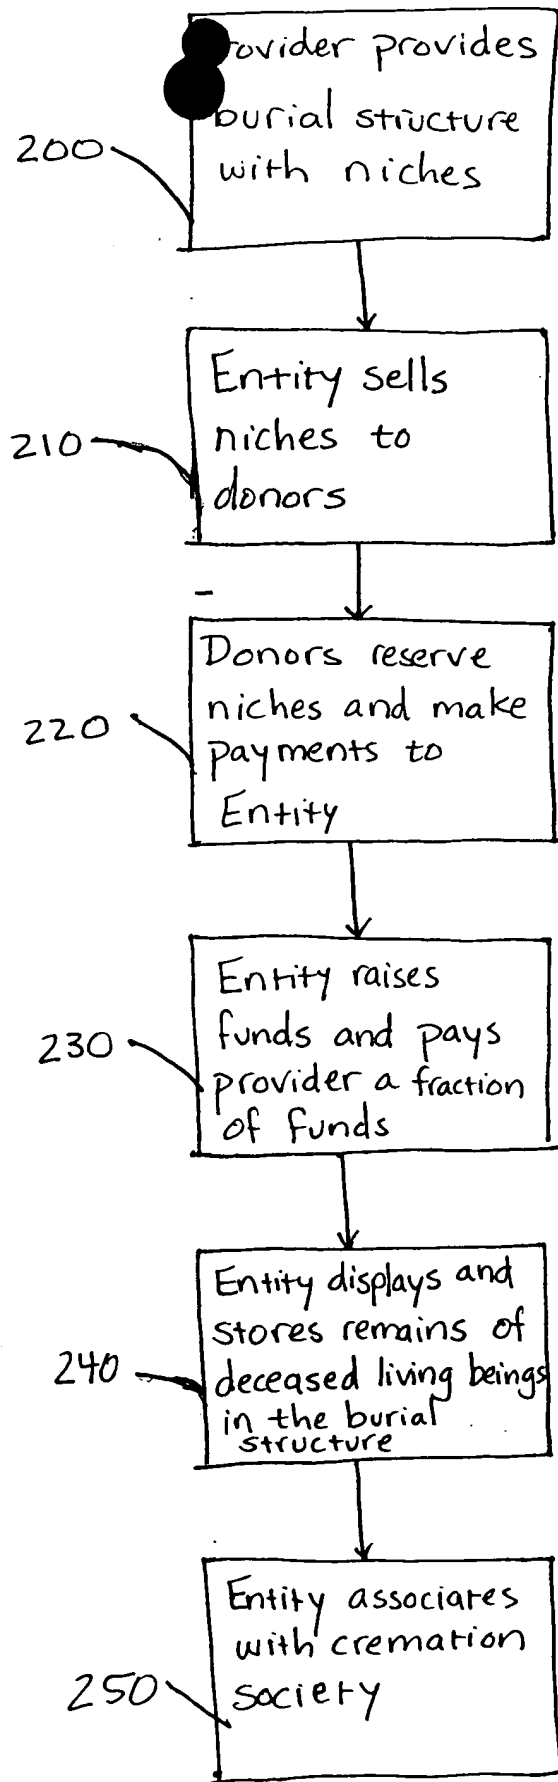 rovider provides
burial structure
with niches
200
Entity sells
niches to
donors
210
Donors reserve
niches and make
payments to
Entity
220
Entity raises
funds and pays
provider a fraction
of funds
230
Entity displays and
stores remains of
deceased living beings
in the burial
structure
240
Entity associates
with cremation
society
250